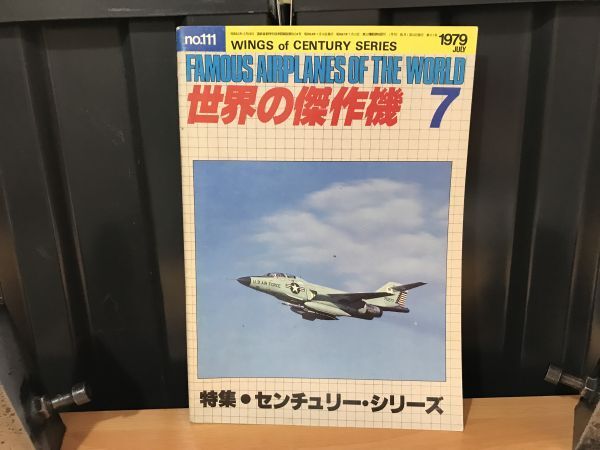 no.111
WINGS of CENTURY SERIES
1979
JULY
FAMOUS AIRPLANES OF THE WORLD
世界の傑作機 7
U.S. AIR FORCE
特集●センチュリー・シリーズ